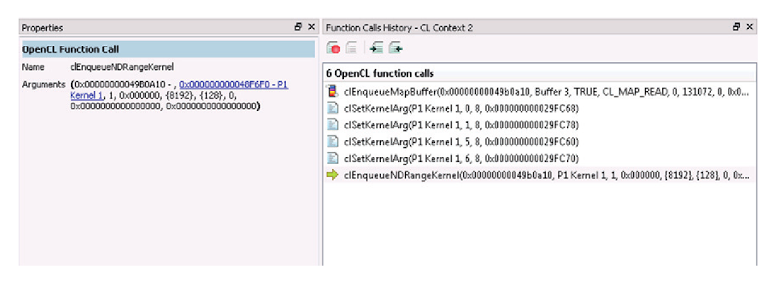 Properties
OpenCL Function Call
Name clEnqueueNDRangeKernel
Arguments (0x00000000049B0A10 - , 0x000000000048F6F0 - P1
Kernel 1, 1, 0x000000, {8192}, {128}, 0,
0x0000000000000000, 0x0000000000000000)
Function Calls History - CL Context 2
6 OpenCL function calls
clEnqueueMapBuffer(0x00000000049b0a10, Buffer 3, TRUE, CL_MAP_READ, 0, 131072, 0, 0x0...
clSetKernelArg(P1 Kernel 1, 0, 8, 0x000000000029FC68)
clSetKernelArg(P1 Kernel 1, 1, 8, 0x000000000029FC78)
clSetKernelArg(P1 Kernel 1, 5, 8, 0x000000000029FC60)
clSetKernelArg(P1 Kernel 1, 6, 8, 0x000000000029FC70)
clEnqueueNDRangeKernel(0x00000000049b0a10, P1 Kernel 1, 1, 0x000000, {8192}, {128}, 0, 0x...